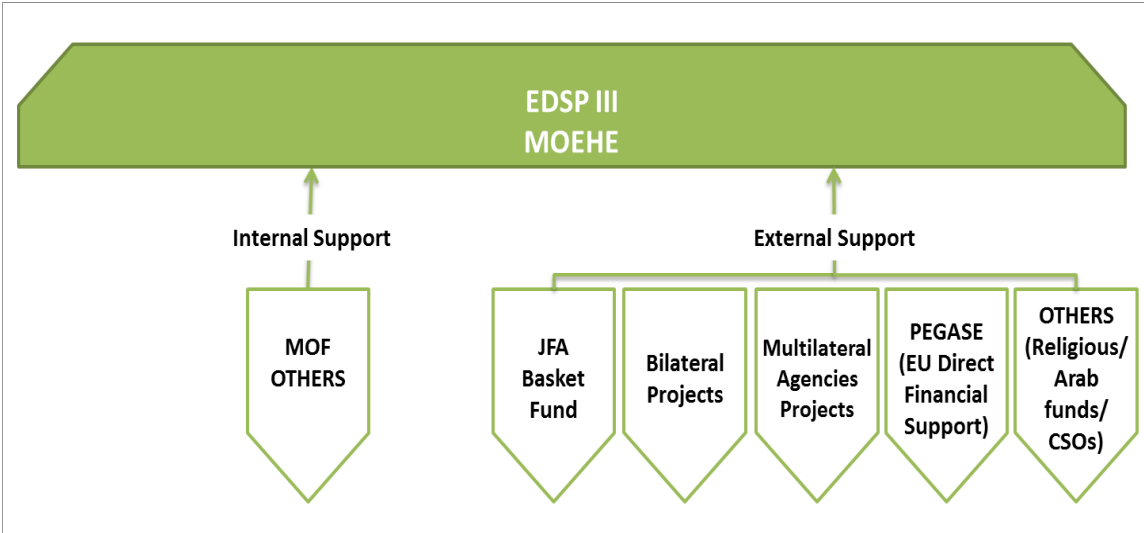 EDSP III
MOEHE
Internal Support
External Support
MOF
OTHERS
JFA
Basket
Fund
Bilateral
Projects
Multilateral
Agencies
Projects
PEGASE
(EU Direct
Financial
Support)
OTHERS
(Religious/
Arab
funds/
CSOs)